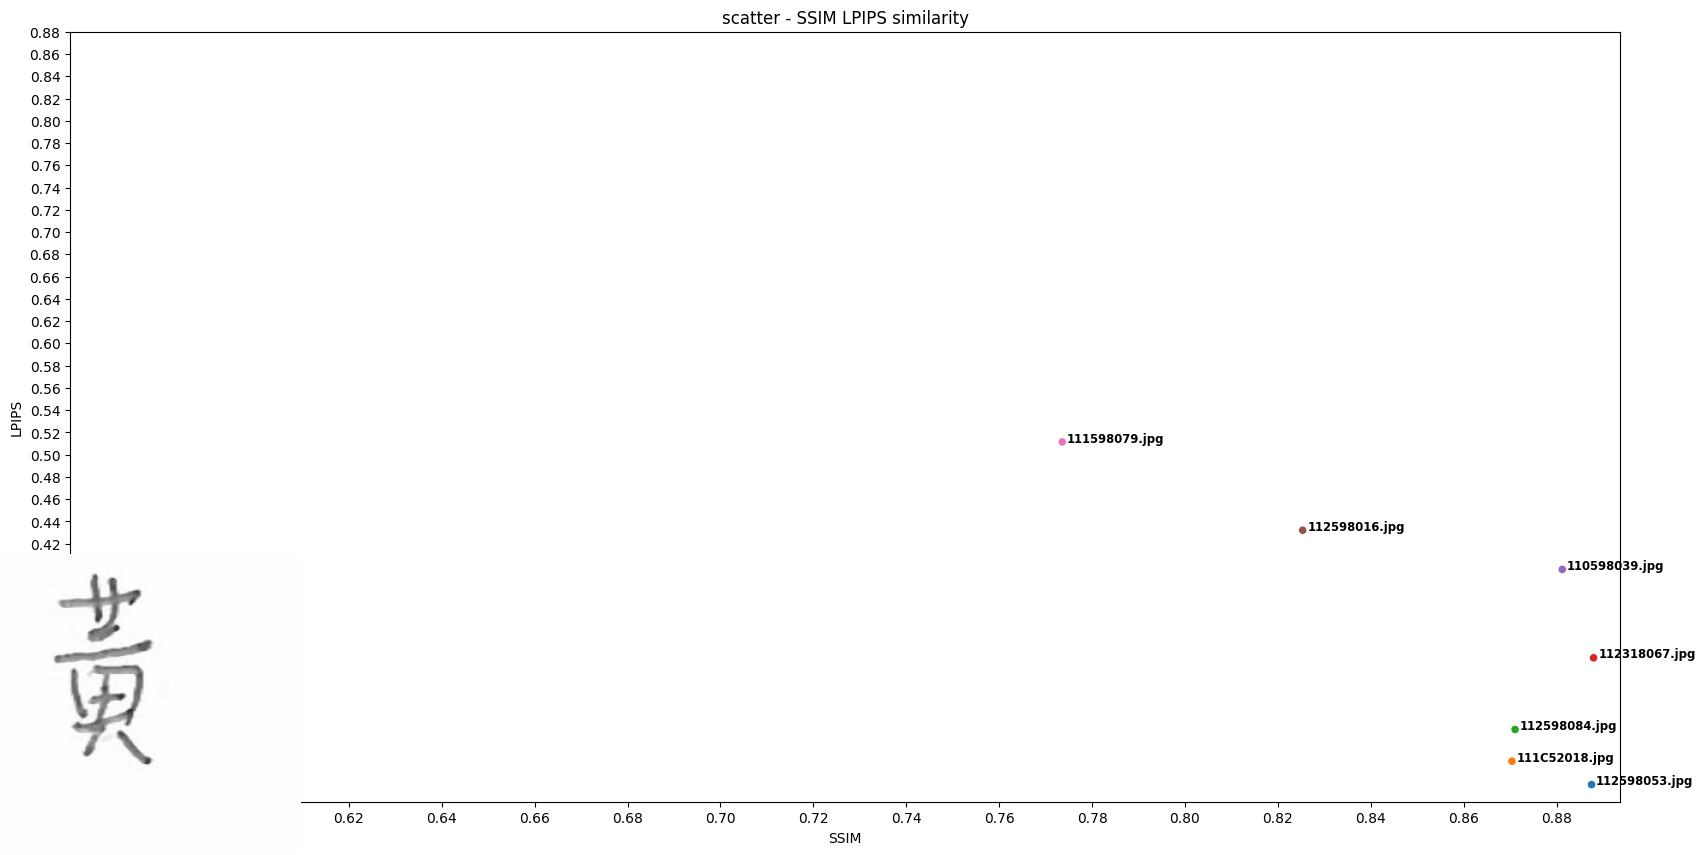 scatter - SSIM LPIPS similarity
0.88
0.86
0.84
0.82
0.80
0.78
0.76
0.74
0.72
0.70
0.68
0.66
0.64
0.62
0.60
0.58
0.56
0.54
0.52
0.50
0.48
0.46
0.44
0.42
LPIPS
111598079.jpg
112598016.jpg
110598039.jpg
112318067.jpg
112598084.jpg
111C52018.jpg
112598053.jpg
黃
0.62 0.64 0.66 0.68 0.70 0.72 0.74 0.76 0.78 0.80 0.82 0.84 0.86 0.88
SSIM